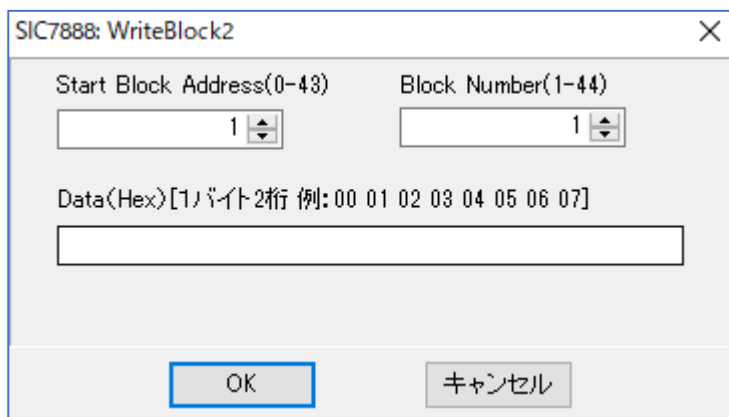 SIC7888: WriteBlock2
Start Block Address(0-43) Block Number(1-44)
1 1
Data(Hex)[1バイト2桁 例:00 01 02 03 04 05 06 07]
OK キャンセル